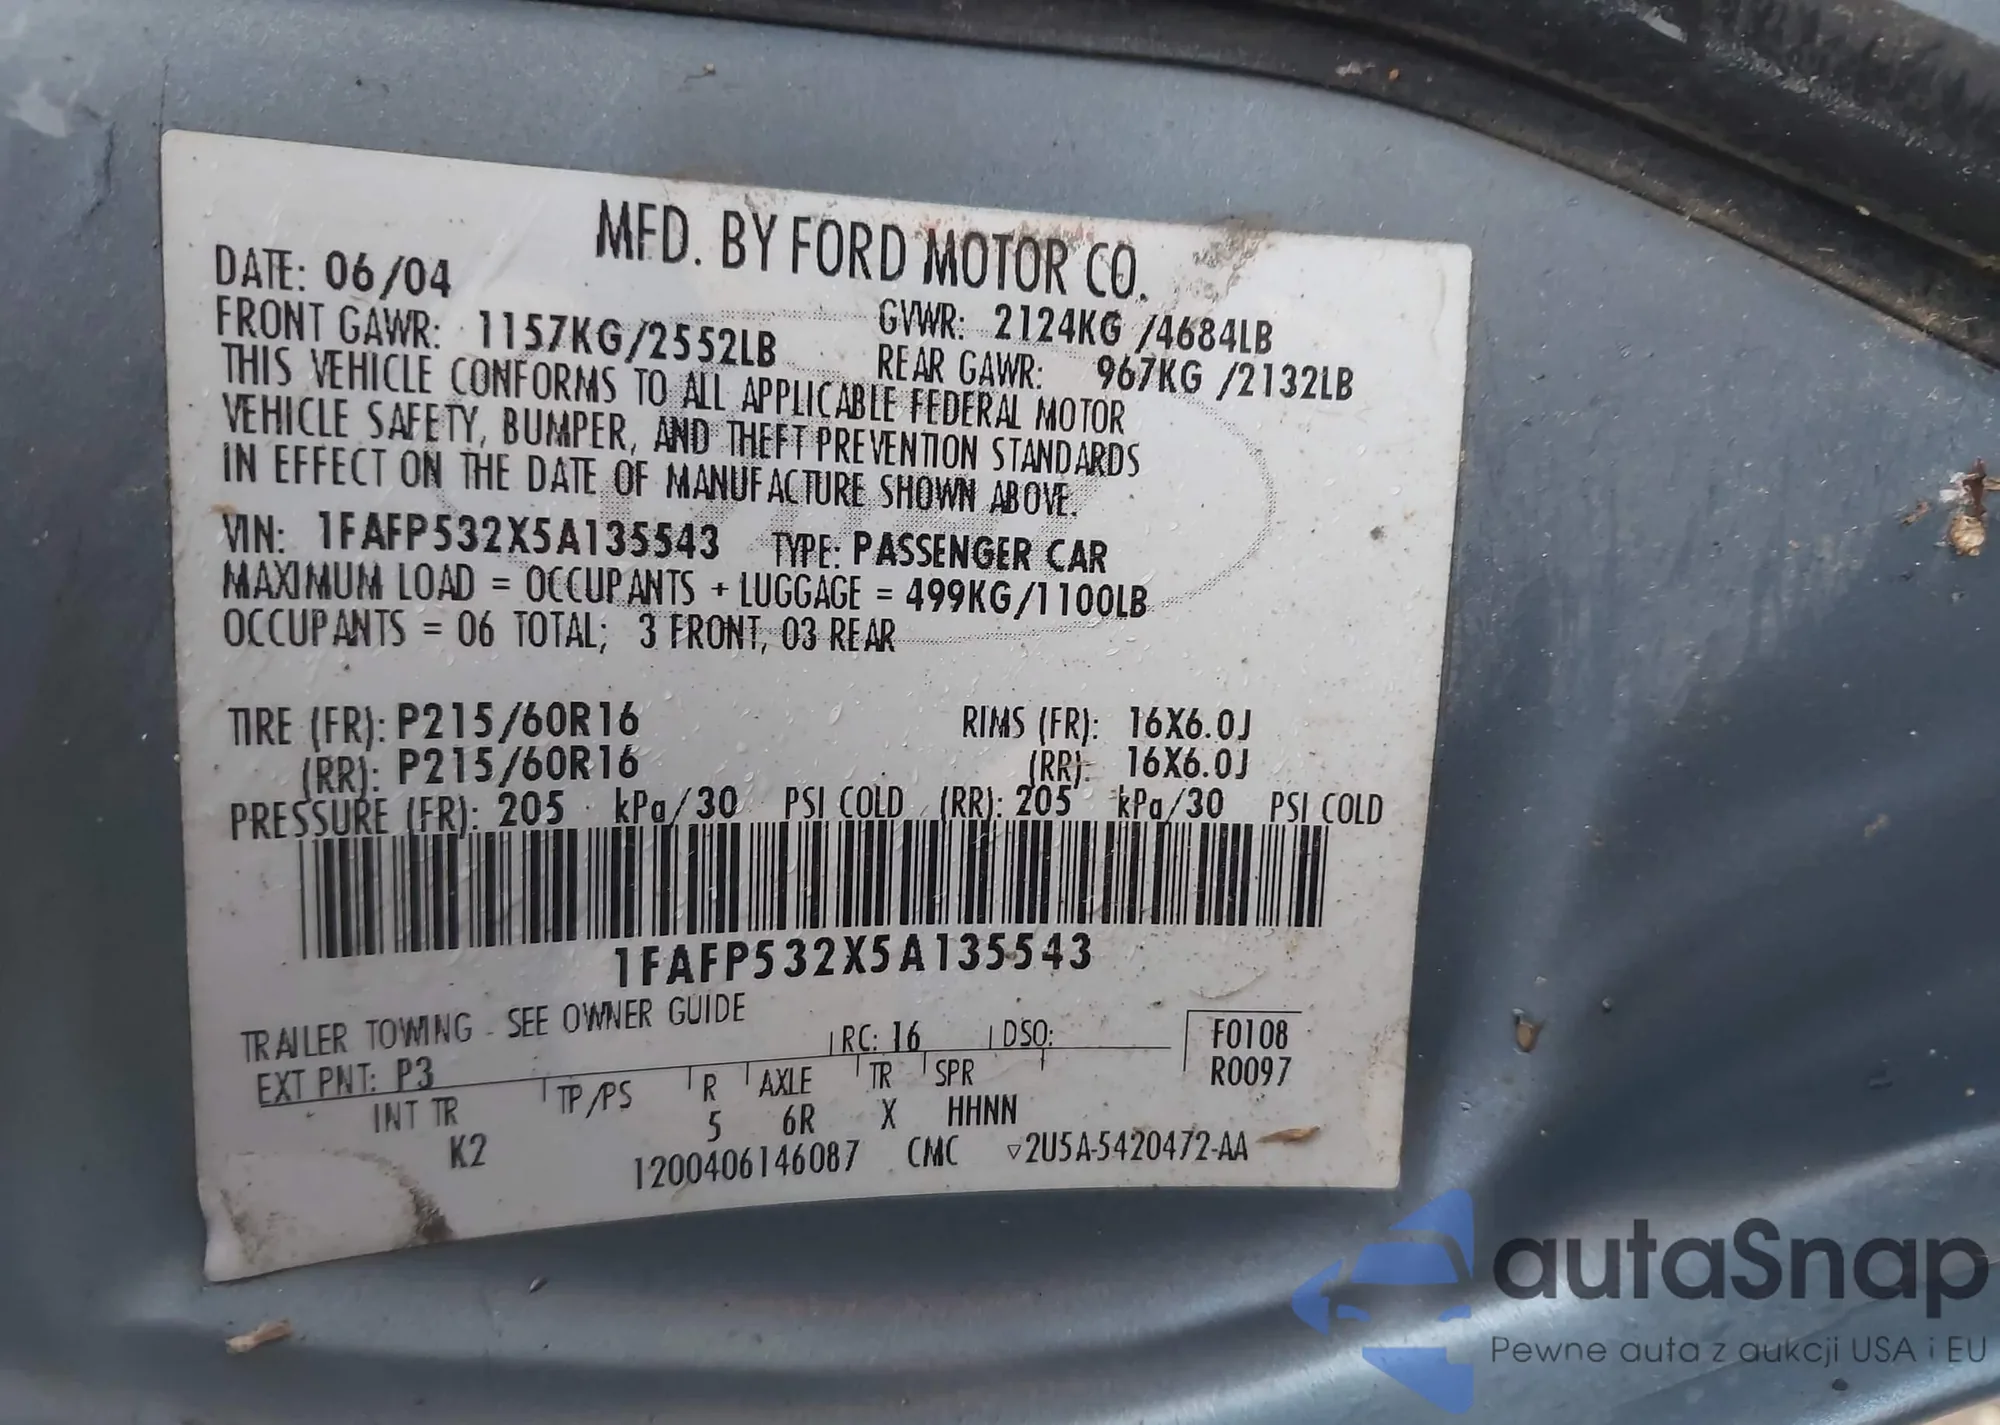 MFD. BY FORD MOTOR CO.
DATE: 06/04
GVWR: 2124KG /4684LB
FRONT GAWR: 1157KG/2552LB
REAR GAWR: 967KG /2132LB
THIS VEHICLE CONFORMS TO ALL APPLICABLE FEDERAL MOTOR
VEHICLE SAFETY, BUMPER, AND THEFT PREVENTION STANDARDS
IN EFFECT ON THE DATE OF MANUFACTURE SHOWN ABOVE.
VIN: 1FAFP532X5A135543 TYPE: PASSENGER CAR
MAXIMUM LOAD = OCCUPANTS + LUGGAGE = 499KG/1100LB
OCCUPANTS = 06 TOTAL; 3 FRONT, 03 REAR
TIRE (FR): P215/60R16 RIMS (FR): 16X6.0J
(RR): P215/60R16 (RR): 16X6.0J
PRESSURE (FR): 205 kPa/30 PSI COLD (RR): 205 kPa/30 PSI COLD
1FAFP532X5A135543
TRAILER TOWING - SEE OWNER GUIDE
EXT PNT: P3 RC: 16 DSO: F0108
R0097
INT TR TP/PS R AXLE TR SPR
K2 5 6R X HHNN
1200406146087 CMC ▽2U5A-5420472-AA
autaSnap
Pewne auta z aukcji USA i EU